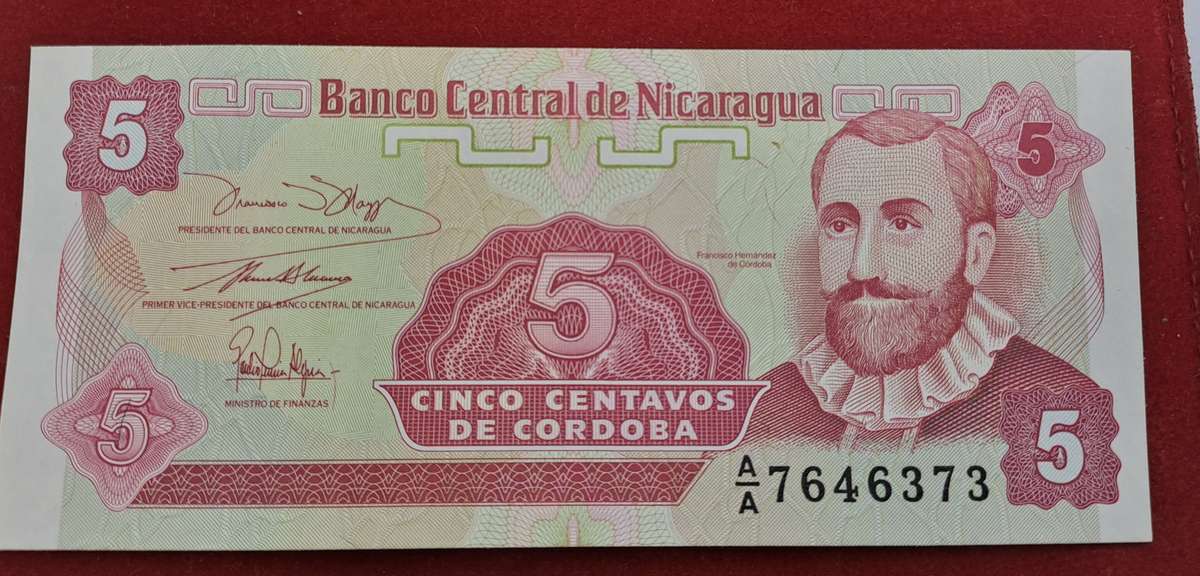 Banco Central de Nicaragua
5
5
PRESIDENTE DEL BANCO CENTRAL DE NICARAGUA
Francisco Hernández
de Córdoba
PRIMER VICE-PRESIDENTE DEL BANCO CENTRAL DE NICARAGUA
5
MINISTRO DE FINANZAS
CINCO CENTAVOS
DE CORDOBA
5
5
A/A 7646373